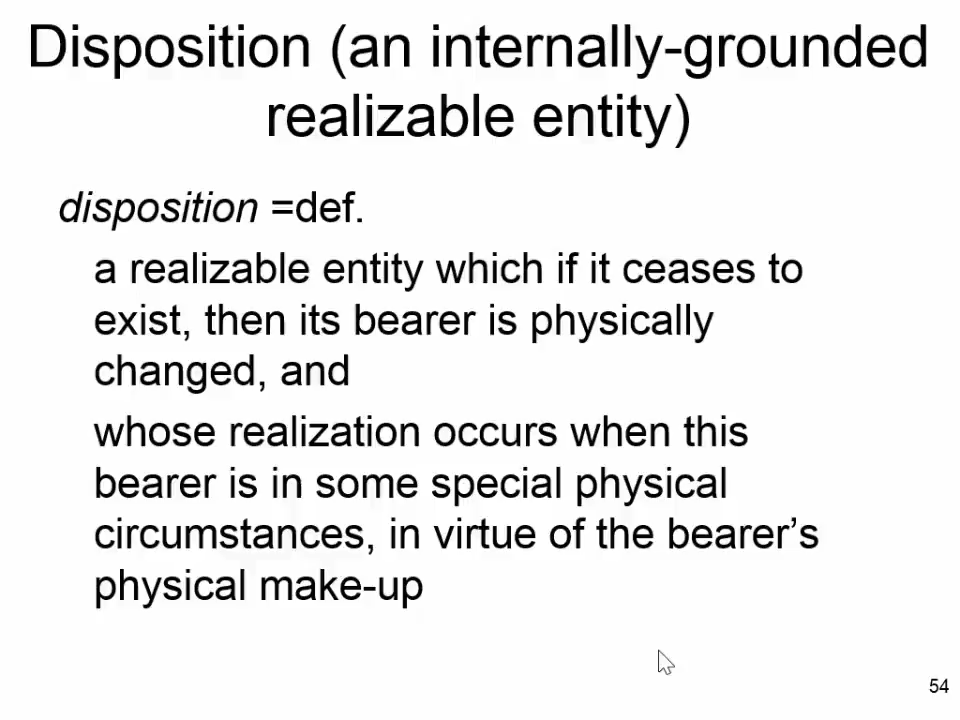 Disposition (an internally-grounded
realizable entity)
disposition =def.
a realizable entity which if it ceases to
exist, then its bearer is physically
changed, and
whose realization occurs when this
bearer is in some special physical
circumstances, in virtue of the bearer’s
physical make-up
54